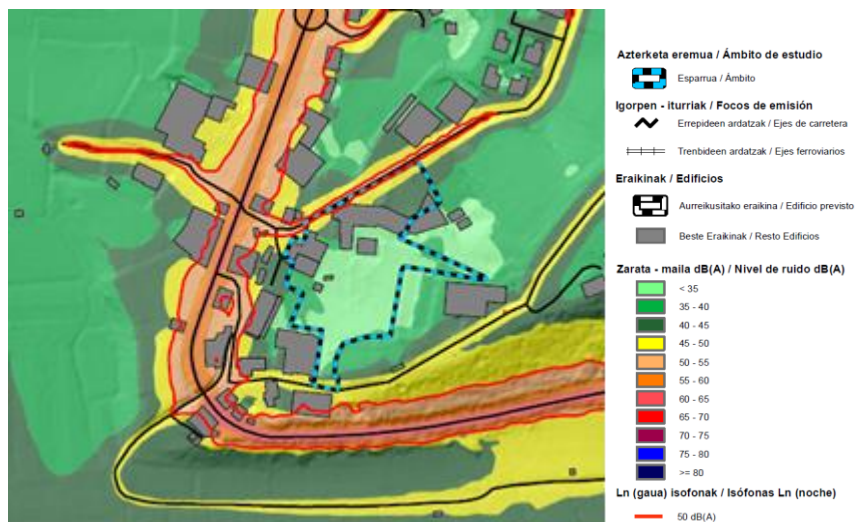 Azterketa eremua / Ámbito de estudio
Esparrua / Ámbito
Igorpen - iturriak / Focos de emisión
Errepideen ardatzak / Ejes de carretera
Trenbideen ardatzak / Ejes ferroviarios
Eraikinak / Edificios
Aurreikusitako eraikina / Edificio previsto
Beste Eraikinak / Resto Edificios
Zarata - maila dB(A) / Nivel de ruido dB(A)
< 35
35 - 40
40 - 45
45 - 50
50 - 55
55 - 60
60 - 65
65 - 70
70 - 75
75 - 80
>= 80
Ln (gaua) isofonak / Isófonas Ln (noche)
50 dB(A)